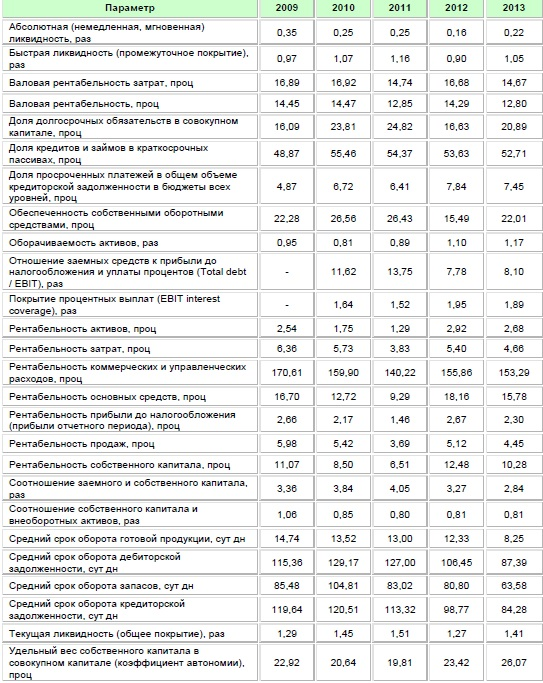 Параметр 2009 2010 2011 2012 2013
Абсолютная (немедленная, мгновенная)
ликвидность, раз 0,35 0,25 0,25 0,16 0,22
Быстрая ликвидность (промежуточное покрытие),
раз 0,97 1,07 1,16 0,90 1,05
Валовая рентабельность затрат, проц 16,89 16,92 14,74 16,68 14,67
Валовая рентабельность, проц 14,45 14,47 12,85 14,29 12,80
Доля долгосрочных обязательств в совокупном
капитале, проц 16,09 23,81 24,82 16,63 20,89
Доля кредитов и займов в краткосрочных
пассивах, проц 48,87 55,46 54,37 53,63 52,71
Доля просроченных платежей в общем объеме
кредиторской задолженности в бюджеты всех
уровней, проц 4,87 6,72 6,41 7,84 7,45
Обеспеченность собственными оборотными
средствами, проц 22,28 26,56 26,43 15,49 22,01
Оборачиваемость активов, раз 0,95 0,81 0,89 1,10 1,17
Отношение заемных средств к прибыли до
налогообложения и уплаты процентов (Total debt
/ EBIT), раз - 11,62 13,75 7,78 8,10
Покрытие процентных выплат (EBIT interest
coverage), раз - 1,64 1,52 1,95 1,89
Рентабельность активов, проц 2,54 1,75 1,29 2,92 2,68
Рентабельность затрат, проц 6,36 5,73 3,83 5,40 4,66
Рентабельность коммерческих и управленческих
расходов, проц 170,61 159,90 140,22 155,86 153,29
Рентабельность основных средств, проц 16,70 12,72 9,29 18,16 15,78
Рентабельность прибыли до налогообложения
(прибыли отчетного периода), проц 2,66 2,17 1,46 2,67 2,30
Рентабельность продаж, проц 5,98 5,42 3,69 5,12 4,45
Рентабельность собственного капитала, проц 11,07 8,50 6,51 12,48 10,28
Соотношение заемного и собственного капитала,
раз 3,36 3,84 4,05 3,27 2,84
Соотношение собственного капитала и
внеоборотных активов, раз 1,06 0,85 0,80 0,81 0,81
Средний срок оборота готовой продукции, сут дн 14,74 13,52 13,00 12,33 8,25
Средний срок оборота дебиторской
задолженности, сут дн 115,36 129,17 127,00 106,45 87,39
Средний срок оборота запасов, сут дн 85,48 104,81 83,02 80,80 63,58
Средний срок оборота кредиторской
задолженности, сут дн 119,64 120,51 113,32 98,77 84,28
Текущая ликвидность (общее покрытие), раз 1,29 1,45 1,51 1,27 1,41
Удельный вес собственного капитала в
совокупном капитале (коэффициент автономии),
проц 22,92 20,64 19,81 23,42 26,07